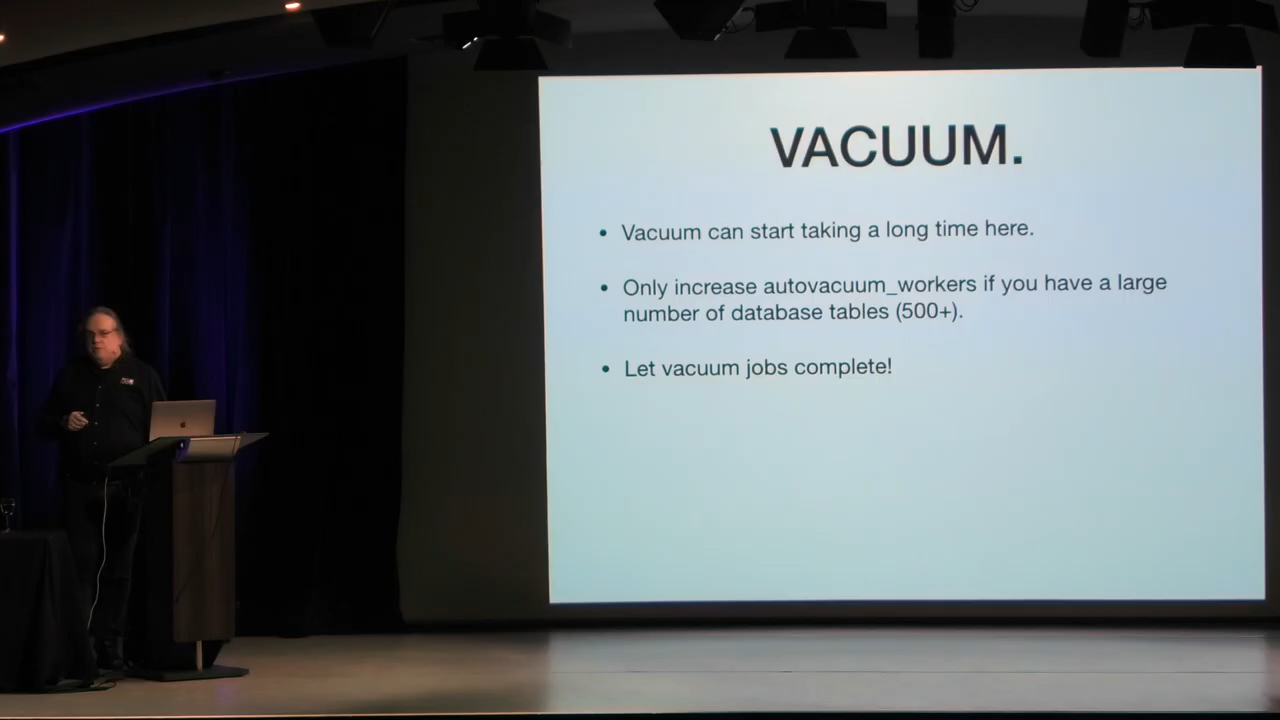 VACUUM.
• Vacuum can start taking a long time here.
• Only increase autovacuum_workers if you have a large
number of database tables (500+).
• Let vacuum jobs complete!